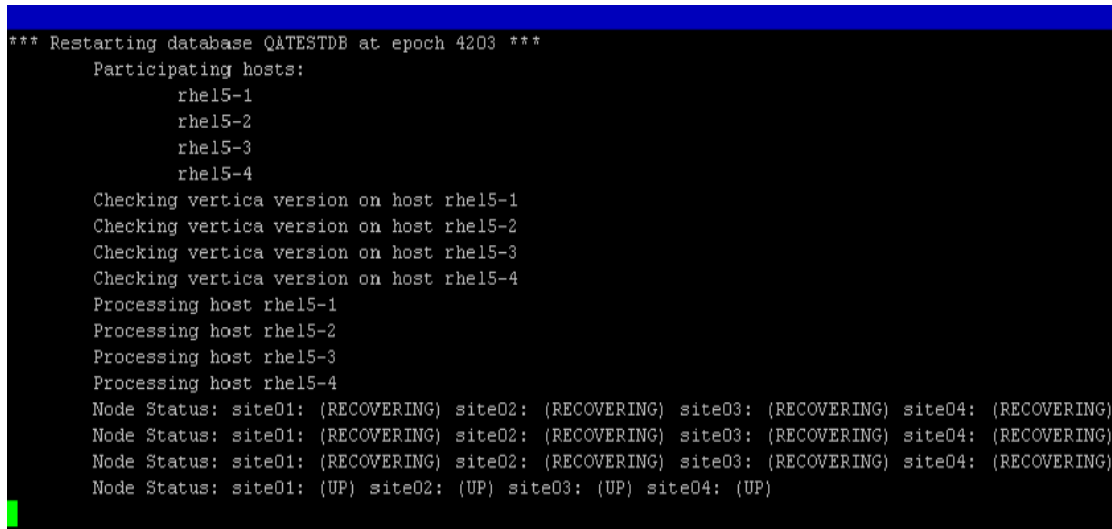 *** Restarting database QATESTDB at epoch 4203 ***
Participating hosts:
rhel5-1
rhel5-2
rhel5-3
rhel5-4
Checking vertica version on host rhel5-1
Checking vertica version on host rhel5-2
Checking vertica version on host rhel5-3
Checking vertica version on host rhel5-4
Processing host rhel5-1
Processing host rhel5-2
Processing host rhel5-3
Processing host rhel5-4
Node Status: site01: (RECOVERING) site02: (RECOVERING) site03: (RECOVERING) site04: (RECOVERING)
Node Status: site01: (RECOVERING) site02: (RECOVERING) site03: (RECOVERING) site04: (RECOVERING)
Node Status: site01: (RECOVERING) site02: (RECOVERING) site03: (RECOVERING) site04: (RECOVERING)
Node Status: site01: (UP) site02: (UP) site03: (UP) site04: (UP)